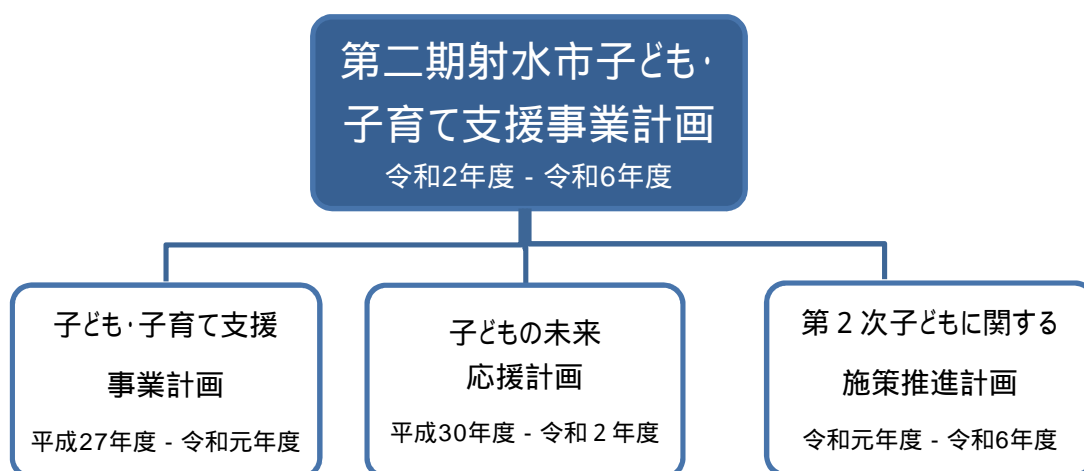 第二期射水市子ども・
子育て支援事業計画
令和2年度 - 令和6年度
子ども・子育て支援
事業計画
平成27年度 - 令和元年度
子どもの未来
応援計画
平成30年度 - 令和２年度
第２次子どもに関する
施策推進計画
令和元年度 - 令和6年度